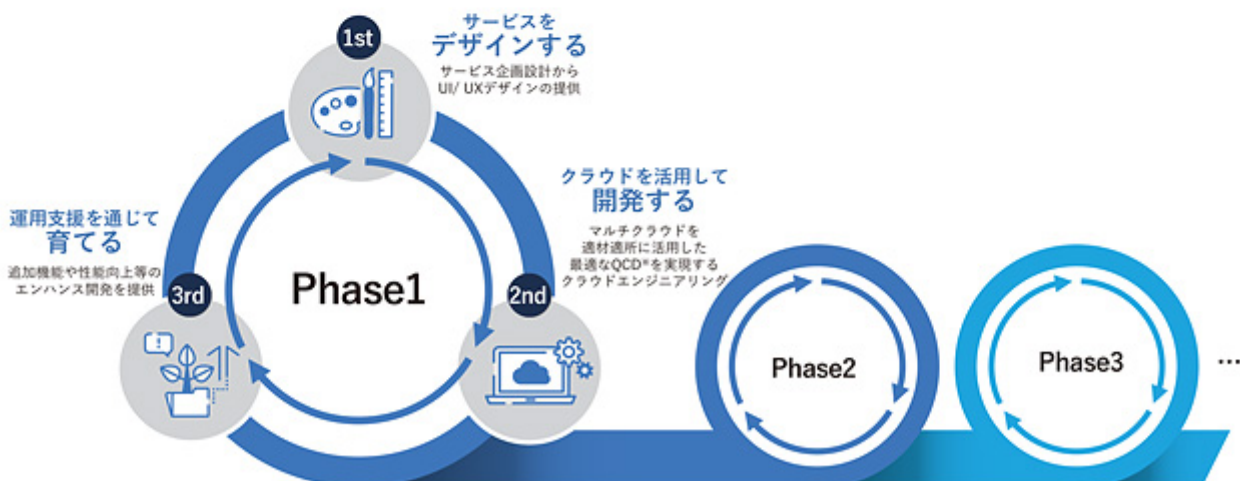 1st
サービスを
デザインする
サービス企画設計から
UI/ UXデザインの提供
クラウドを活用して
開発する
マルチクラウドを
適材適所に活用した
最適なQCD*を実現する
クラウドエンジニアリング
2nd
運用支援を通じて
育てる
追加機能や性能向上等の
エンハンス開発を提供
3rd
Phase1
Phase2
Phase3
…